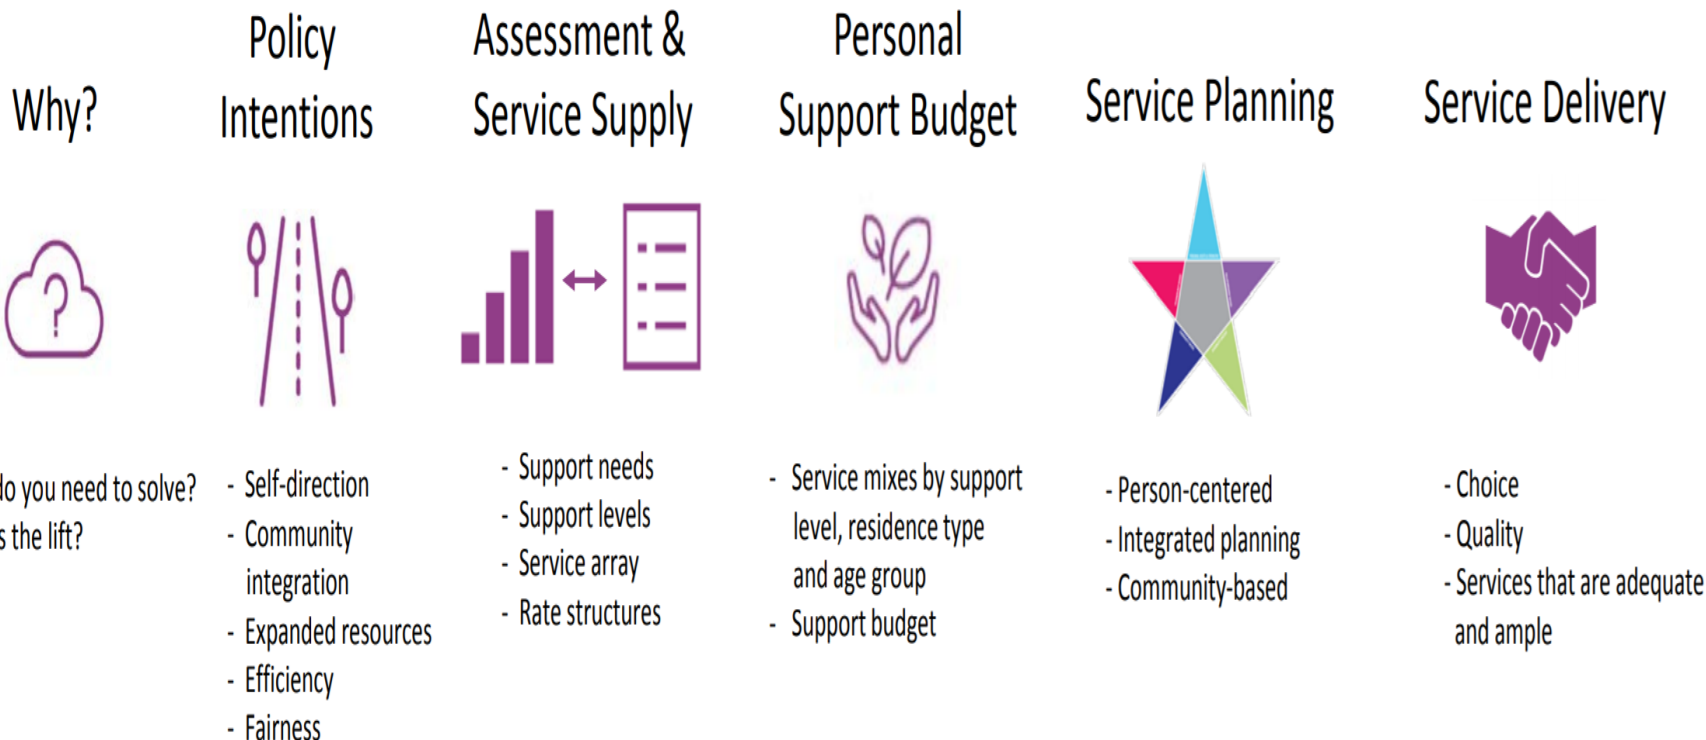 Why?
do you need to solve?
s the lift?
Policy
Intentions
- Self-direction
- Community
integration
- Expanded resources
- Efficiency
- Fairness
Assessment &
Service Supply
- Support needs
- Support levels
- Service array
- Rate structures
Personal
Support Budget
- Service mixes by support
level, residence type
and age group
- Support budget
Service Planning
- Person-centered
- Integrated planning
- Community-based
Service Delivery
- Choice
- Quality
- Services that are adequate
and ample